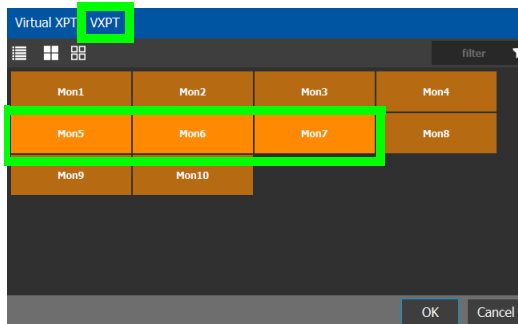 Virtual XPT VXPT
filter
Mon1 Mon2 Mon3 Mon4
Mon5 Mon6 Mon7 Mon8
Mon9 Mon10
OK Cancel